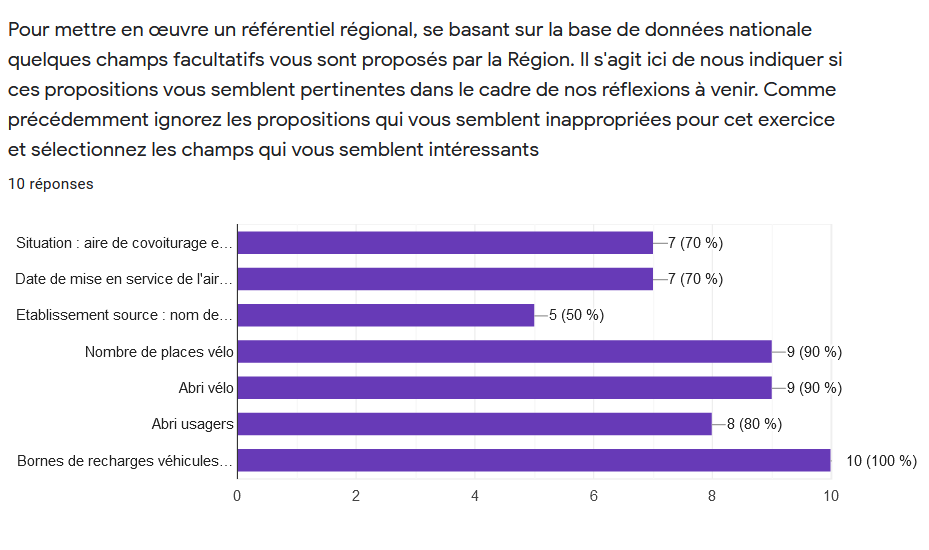 Pour mettre en œuvre un référentiel régional, se basant sur la base de données nationale
quelques champs facultatifs vous sont proposés par la Région. Il s'agit ici de nous indiquer si
ces propositions vous semblent pertinentes dans le cadre de nos réflexions à venir. Comme
précédemment ignorez les propositions qui vous semblent inappropriées pour cet exercice
et sélectionnez les champs qui vous semblent intéressants
10 réponses
Situation : aire de covoiturage e... 7 (70 %)
Date de mise en service de l'air... 7 (70 %)
Etablissement source : nom de... 5 (50 %)
Nombre de places vélo 9 (90 %)
Abri vélo 9 (90 %)
Abri usagers 8 (80 %)
Bornes de recharges véhicules... 10 (100 %)
0 2 4 6 8 10